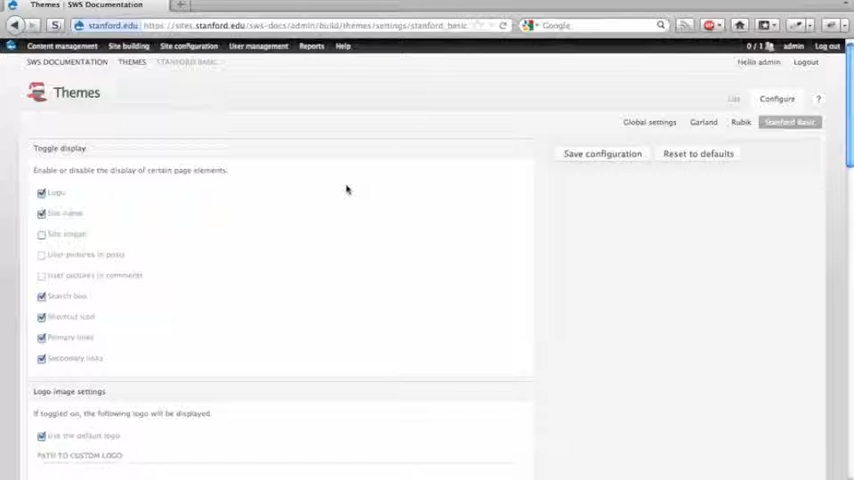 Themes | SWS Documentation
stanford.edu https://sites.stanford.edu/sws-docs/admin/build/themes/settings/stanford_basic
Google
Content management Site building Site configuration User management Reports Help
0 / 1 admin Log out
SWS DOCUMENTATION THEMES STANFORD BASIC
Hello admin Logout
Themes
List Configure ?
Global settings Garland Rubik Stanford Basic
Toggle display
Save configuration Reset to defaults
Enable or disable the display of certain page elements.
Logo
Site name
Site slogan
User pictures in posts
User pictures in comments
Search box
Shortcut icon
Primary links
Secondary links
Logo image settings
If toggled on, the following logo will be displayed.
Use the default logo
PATH TO CUSTOM LOGO